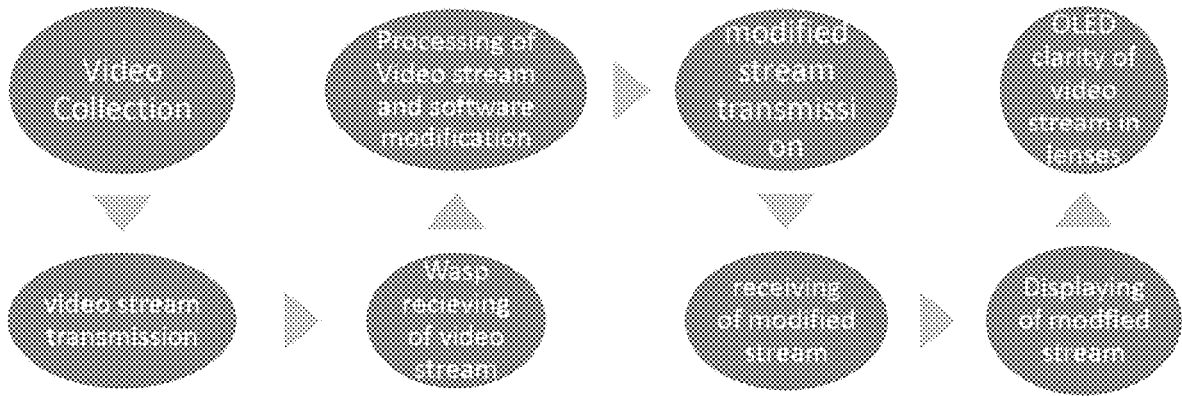 Video
Collection
video stream
transmission
Wasp
recieving
of video
stream
Processing of
Video stream
and software
modification
modified
stream
transmissi
on
receiving
of modified
stream
Displaying
of modfied
stream
OLED
clarity of
video
stream in
lenses